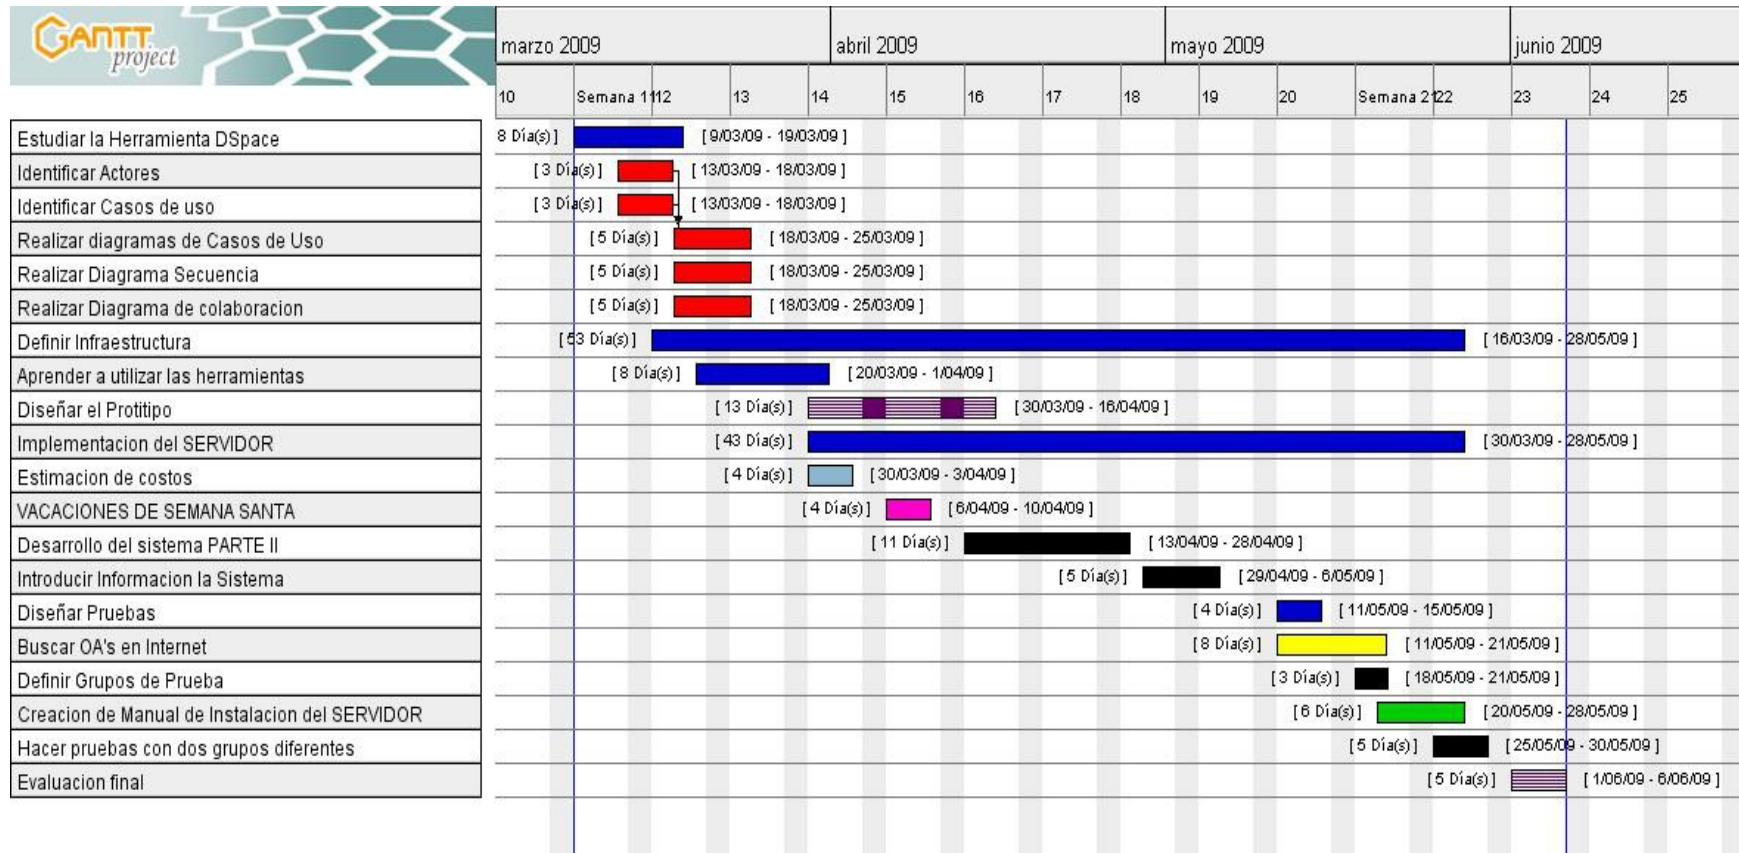 GANTT
project
marzo 2009 abril 2009 mayo 2009 junio 2009
10 Semana 11 12 13 14 15 16 17 18 19 20 Semana 21 22 23 24 25
Estudiar la Herramienta DSpace 8 Día(s) ] [ 9/03/09 - 19/03/09 ]
Identificar Actores [ 3 Día(s) ] [ 13/03/09 - 18/03/09 ]
Identificar Casos de uso [ 3 Día(s) ] [ 13/03/09 - 18/03/09 ]
Realizar diagramas de Casos de Uso [ 5 Día(s) ] [ 18/03/09 - 25/03/09 ]
Realizar Diagrama Secuencia [ 5 Día(s) ] [ 18/03/09 - 25/03/09 ]
Realizar Diagrama de colaboracion [ 5 Día(s) ] [ 18/03/09 - 25/03/09 ]
Definir Infraestructura [ 53 Día(s) ] [ 16/03/09 - 28/05/09 ]
Aprender a utilizar las herramientas [ 8 Día(s) ] [ 20/03/09 - 1/04/09 ]
Diseñar el Protitipo [ 13 Día(s) ] [ 30/03/09 - 16/04/09 ]
Implementacion del SERVIDOR [ 43 Día(s) ] [ 30/03/09 - 28/05/09 ]
Estimacion de costos [ 4 Día(s) ] [ 30/03/09 - 3/04/09 ]
VACACIONES DE SEMANA SANTA [ 4 Día(s) ] [ 6/04/09 - 10/04/09 ]
Desarrollo del sistema PARTE II [ 11 Día(s) ] [ 13/04/09 - 28/04/09 ]
Introducir Informacion la Sistema [ 5 Día(s) ] [ 29/04/09 - 6/05/09 ]
Diseñar Pruebas [ 4 Día(s) ] [ 11/05/09 - 15/05/09 ]
Buscar OA's en Internet [ 8 Día(s) ] [ 11/05/09 - 21/05/09 ]
Definir Grupos de Prueba [ 3 Día(s) ] [ 18/05/09 - 21/05/09 ]
Creacion de Manual de Instalacion del SERVIDOR [ 6 Día(s) ] [ 20/05/09 - 28/05/09 ]
Hacer pruebas con dos grupos diferentes [ 5 Día(s) ] [ 25/05/09 - 30/05/09 ]
Evaluacion final [ 5 Día(s) ] [ 1/06/09 - 6/06/09 ]